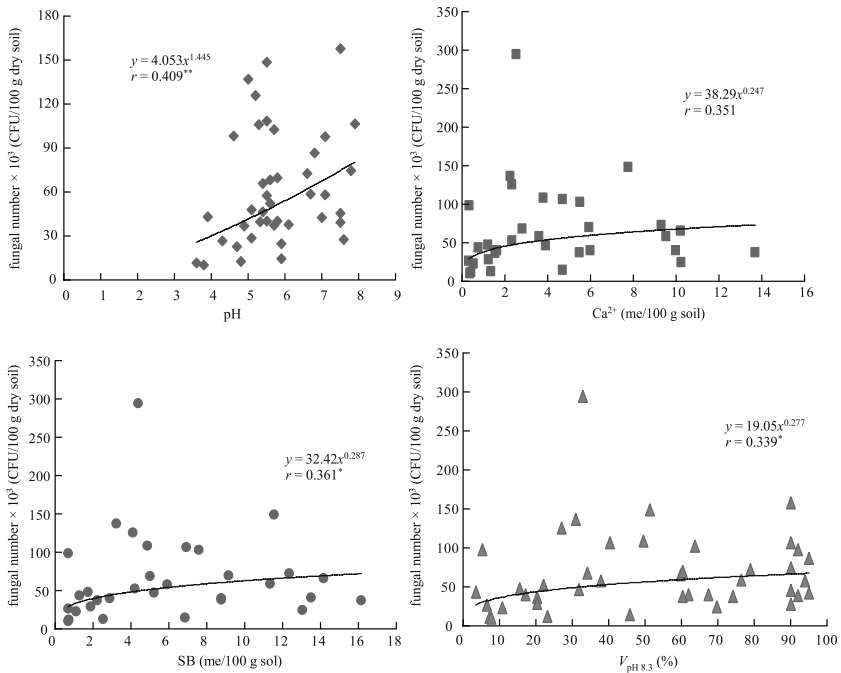 fungal number × 10³ (CFU/100 g dry soil)
180
150
120
90
60
30
0
y = 4.053x^1.445
r = 0.409**
0 1 2 3 4 5 6 7 8 9
pH
fungal number × 10³ (CFU/100 g dry soil)
350
300
250
200
150
100
50
0
y = 38.29x^0.247
r = 0.351
0 2 4 6 8 10 12 14 16
Ca²⁺ (me/100 g soil)
fungal number × 10³ (CFU/100 g dry soil)
350
300
250
200
150
100
50
0
y = 32.42x^0.287
r = 0.361*
0 2 4 6 8 10 12 14 16 18
SB (me/100 g sol)
fungal number × 10³ (CFU/100 g dry soil)
350
300
250
200
150
100
50
0
y = 19.05x^0.277
r = 0.339*
0 10 20 30 40 50 60 70 80 90 100
V pH 8.3 (%)